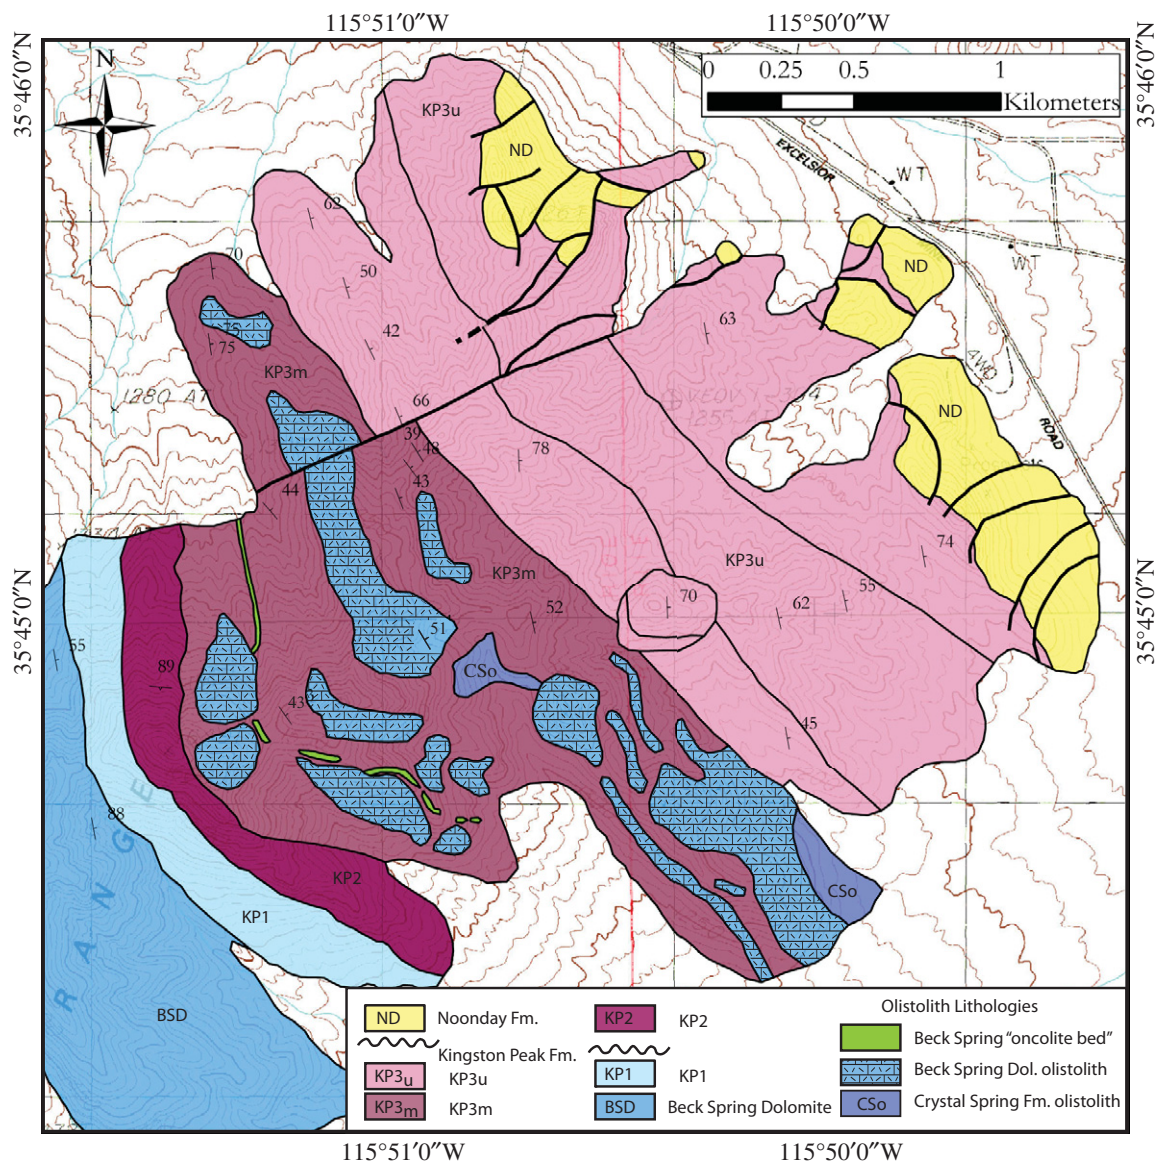 115°51′0″W
115°50′0″W
35°46′0″N
35°46′0″N
N
0 0.25 0.5 1
Kilometers
KP3u
ND
EXCELSIOR
WT
WT
62
70
50
ND
75
75
42
63
KP3m
1280 AT
66
4WD
ND
ROAD
39
48
78
43
44
74
KP3u
KP3m
55
70
62
52
35°45′0″N
35°45′0″N
51
55
89
CSo
43
45
88
KP2
CSo
KP1
RANGE
BSD
ND Noonday Fm.
Kingston Peak Fm.
KP3u KP3u
KP3m KP3m
KP2 KP2
KP1 KP1
BSD Beck Spring Dolomite
Olistolith Lithologies
Beck Spring “oncolite bed”
Beck Spring Dol. olistolith
CSo Crystal Spring Fm. olistolith
115°51′0″W
115°50′0″W